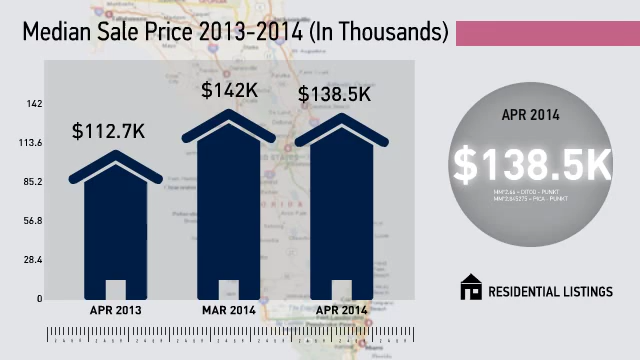 Median Sale Price 2013-2014 (In Thousands)
$142K
$138.5K
$112.7K
142
113.6
85.2
56.8
28.4
0
APR 2013
MAR 2014
APR 2014
APR 2014
$138.5K
RESIDENTIAL LISTINGS